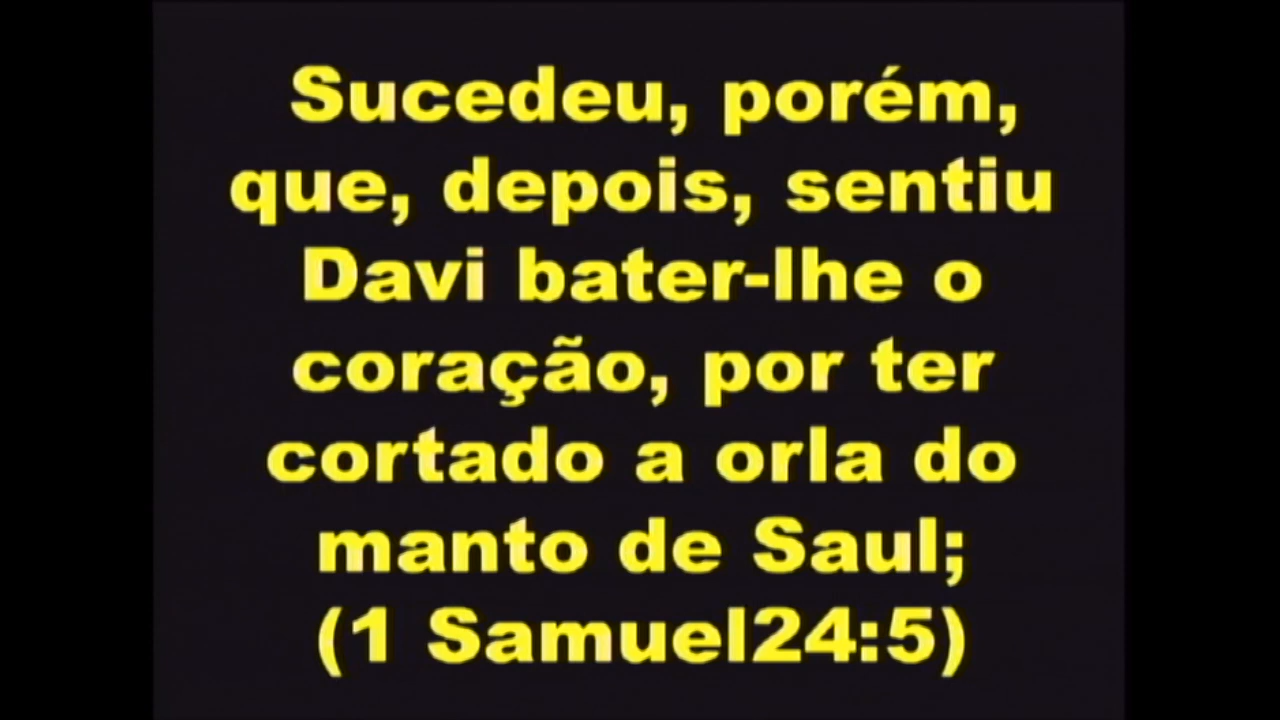 Sucedeu, porém,
que, depois, sentiu
Davi bater-lhe o
coração, por ter
cortado a orla do
manto de Saul;
(1 Samuel24:5)